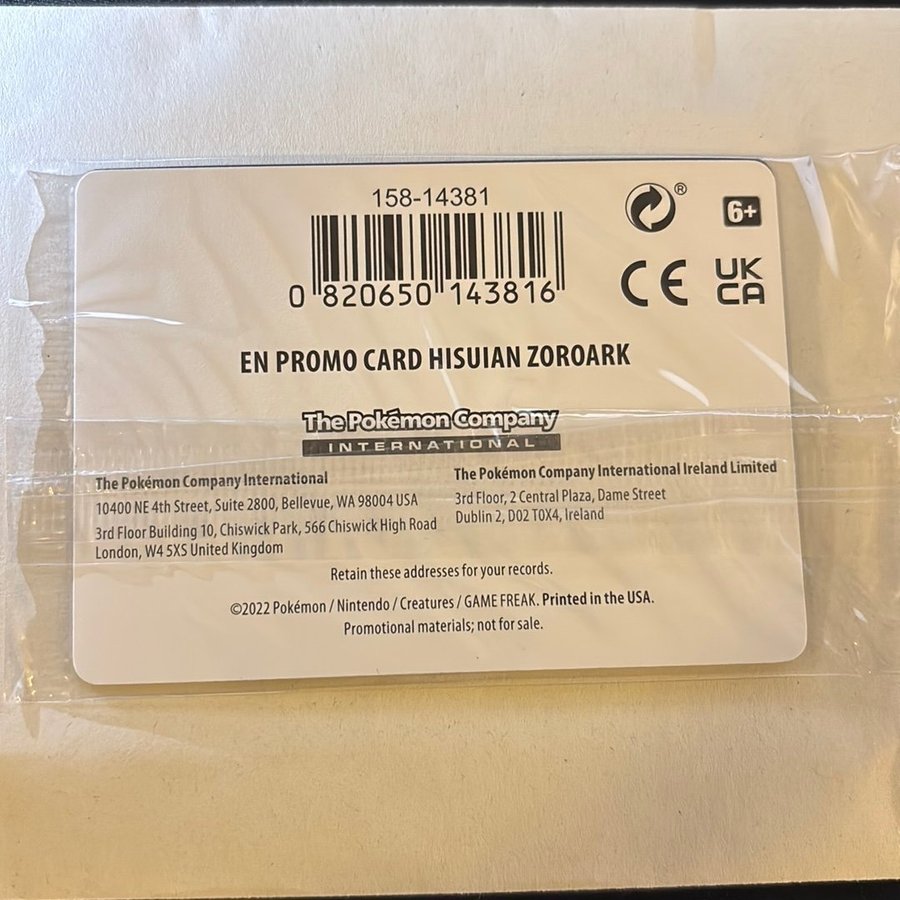 158-14381
®
6+
0 820650 143816
CE
UK
CA
EN PROMO CARD HISUIAN ZOROARK
The Pokémon Company
INTERNATIONAL
The Pokémon Company International
10400 NE 4th Street, Suite 2800, Bellevue, WA 98004 USA
3rd Floor Building 10, Chiswick Park, 566 Chiswick High Road
London, W4 5XS United Kingdom
The Pokémon Company International Ireland Limited
3rd Floor, 2 Central Plaza, Dame Street
Dublin 2, D02 T0X4, Ireland
Retain these addresses for your records.
©2022 Pokémon / Nintendo / Creatures / GAME FREAK. Printed in the USA.
Promotional materials; not for sale.